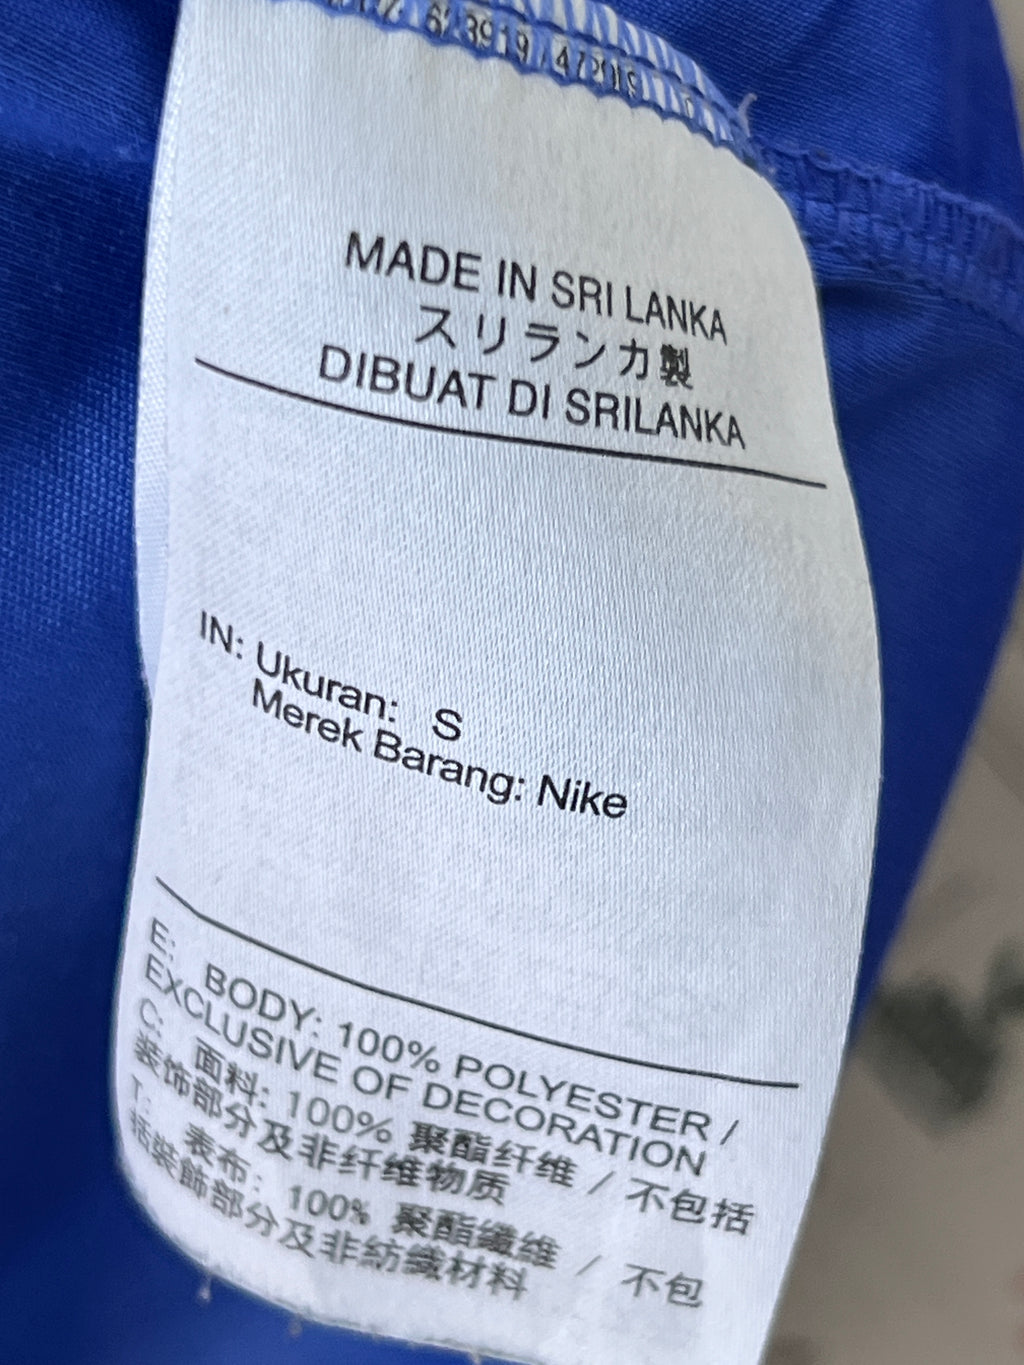 MADE IN SRI LANKA
スリランカ製
DIBUAT DI SRILANKA
IN: Ukuran: S
Merek Barang: Nike
E: BODY: 100% POLYESTER /
EXCLUSIVE OF DECORATION
C: 面料: 100% 聚酯纤维 / 不包括
装饰部分及非纤维物质
T: 表布: 100% 聚酯纖維 / 不包
括裝飾部分及非紡織材料